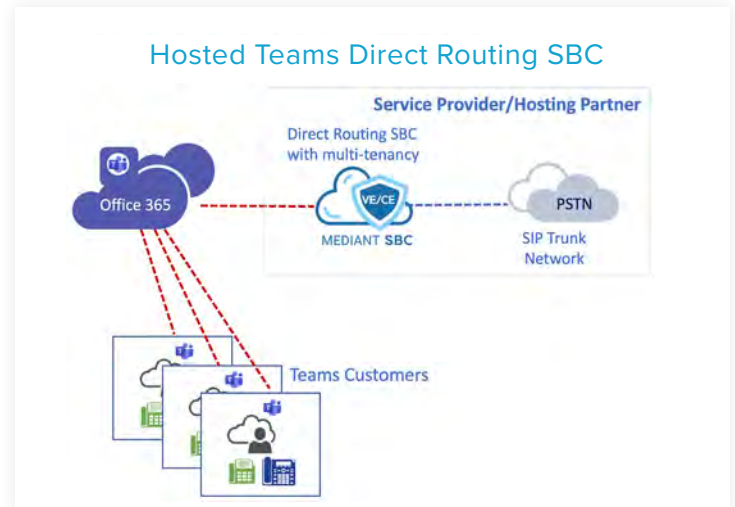 Hosted Teams Direct Routing SBC
Service Provider/Hosting Partner
Direct Routing SBC
with multi-tenancy
Office 365
VE/CE
PSTN
MEDIANT SBC
SIP Trunk
Network
Teams Customers